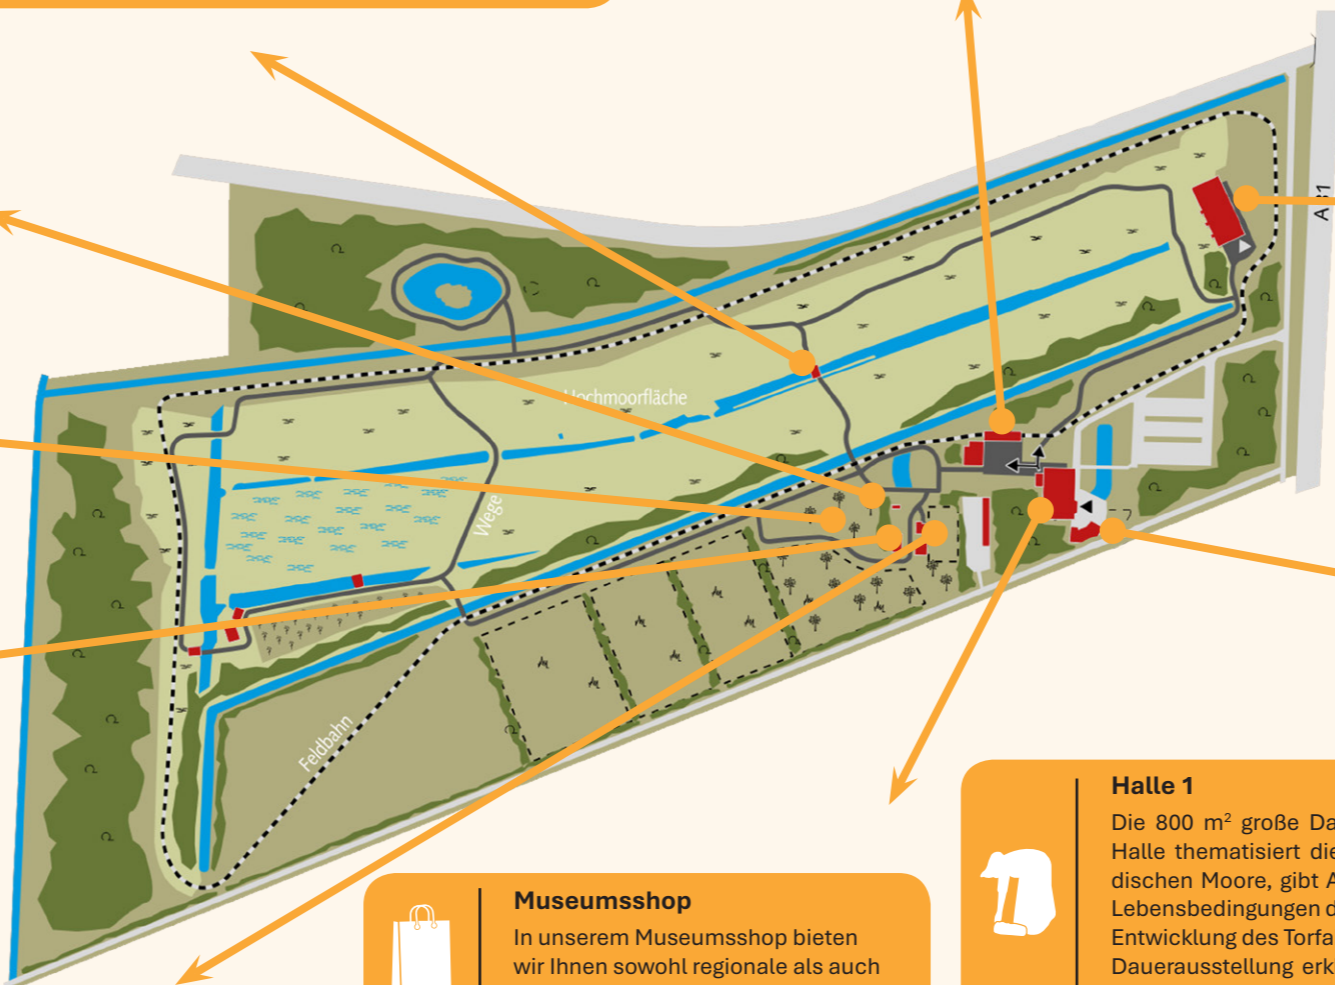 A 31
Hochmoorfläche
Wege
Feldbahn
Museumsshop
In unserem Museumsshop bieten
wir Ihnen sowohl regionale als auch
Halle 1
Die 800 m² große Da
Halle thematisiert die
dischen Moore, gibt A
Lebensbedingungen d
Entwicklung des Torfa
Dauerausstellung erk